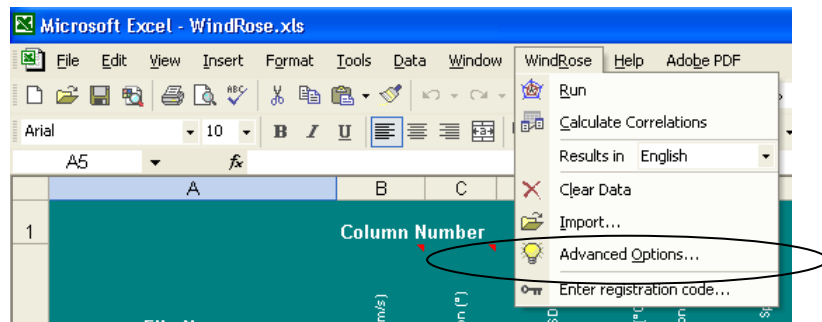 Microsoft Excel - WindRose.xls
File Edit View Insert Format Tools Data Window WindRose Help Adobe PDF
Run
ABC
Arial 10 B I U
Calculate Correlations
A5 fx
Results in English
A B C
Clear Data
1 Column Number
Import...
Advanced Options...
Enter registration code...